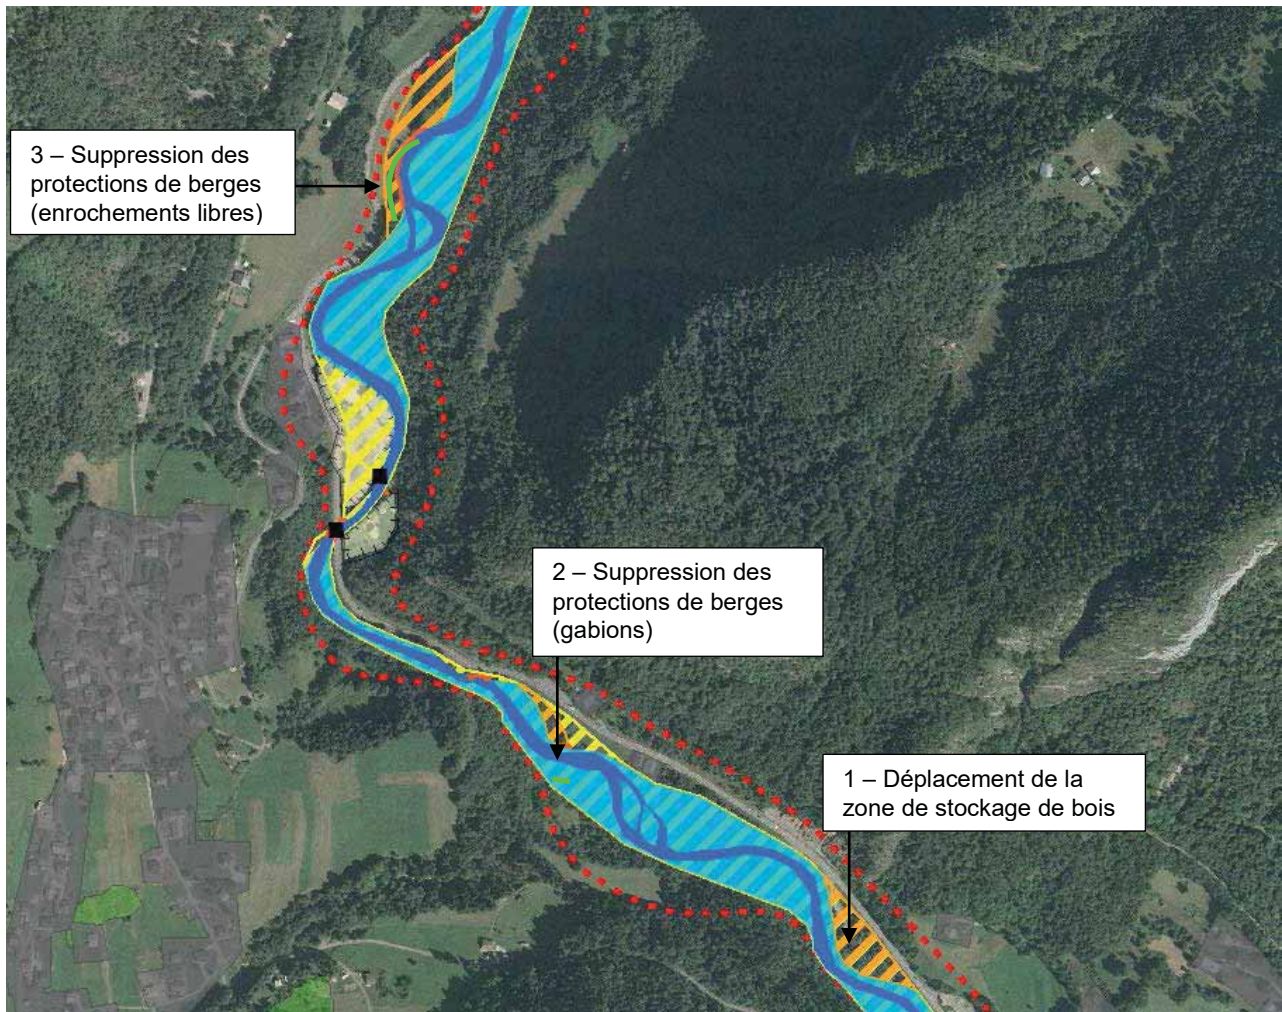 3 – Suppression des
protections de berges
(enrochements libres)
2 – Suppression des
protections de berges
(gabions)
1 – Déplacement de la
zone de stockage de bois